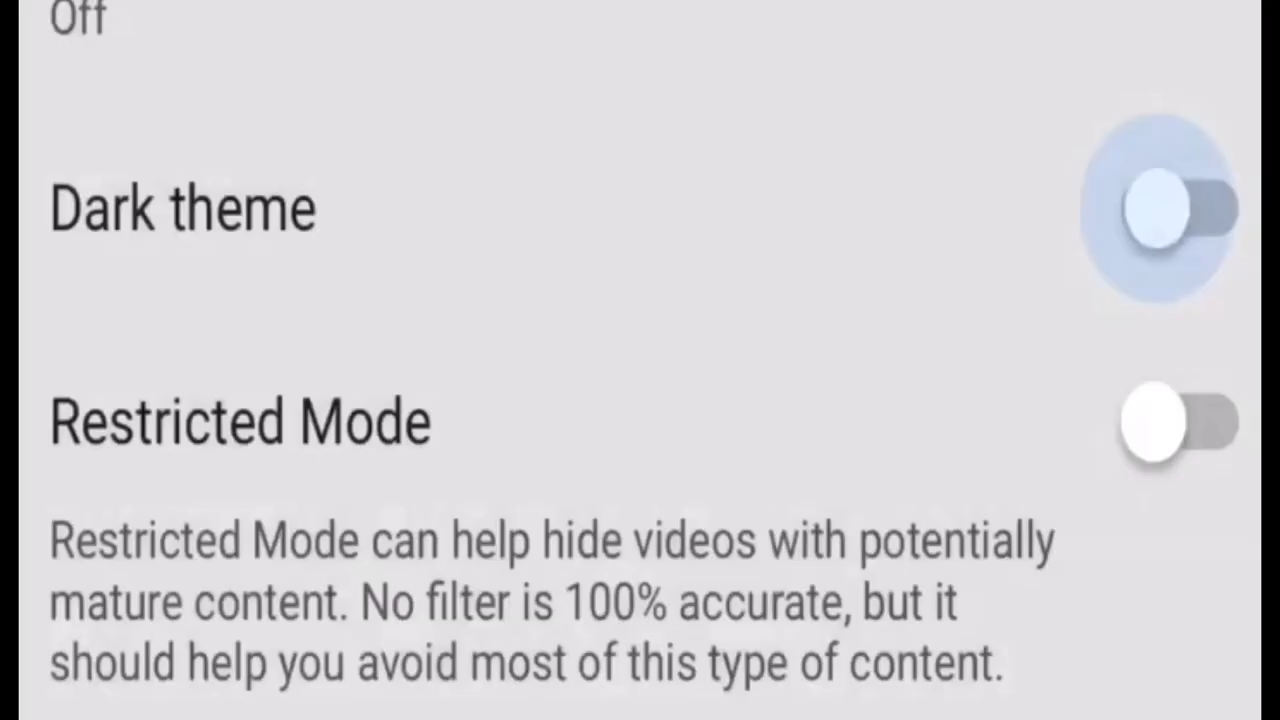 Off
Dark theme
Restricted Mode
Restricted Mode can help hide videos with potentially
mature content. No filter is 100% accurate, but it
should help you avoid most of this type of content.